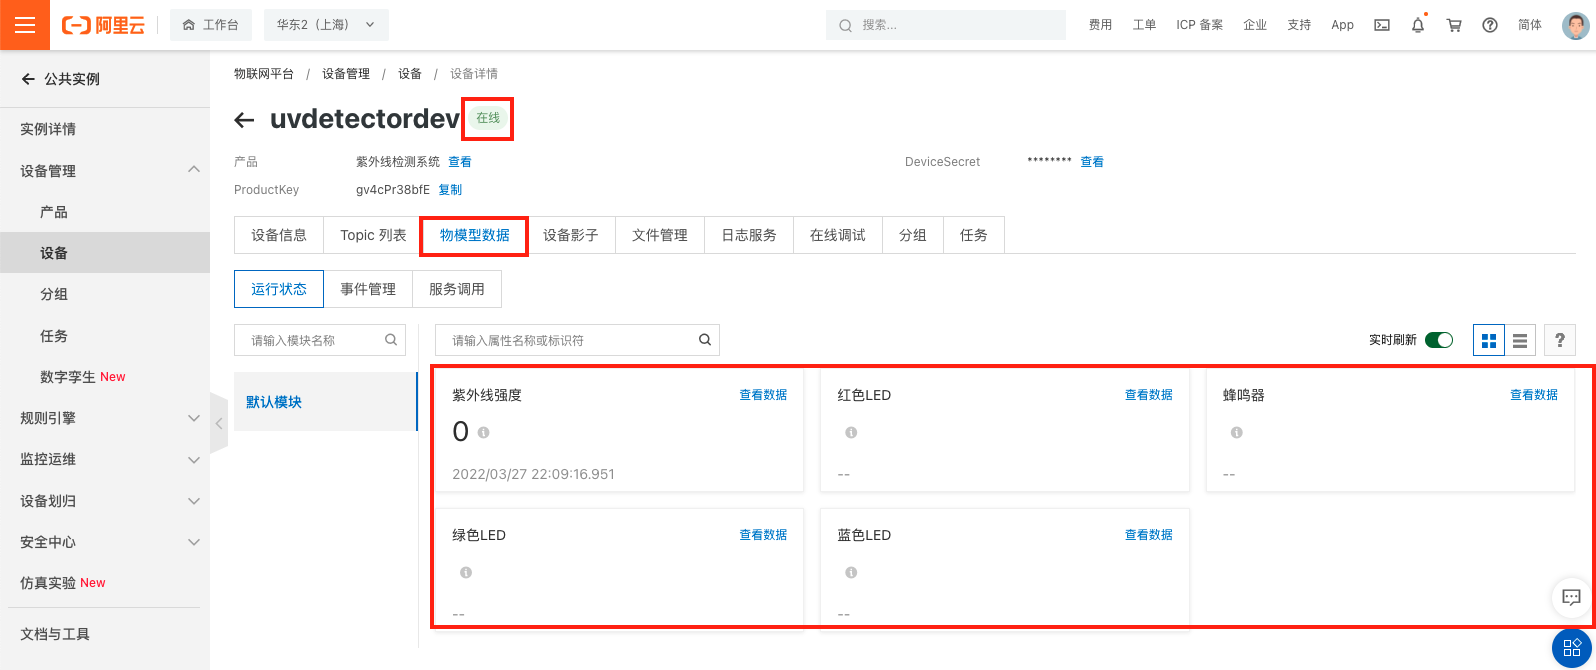 阿里云
工作台
华东2（上海）
搜索...
费用 工单 ICP 备案 企业 支持 App 简体
公共实例
实例详情
设备管理
产品
设备
分组
任务
数字孪生 New
规则引擎
监控运维
设备划归
安全中心
仿真实验 New
文档与工具
物联网平台 / 设备管理 / 设备 / 设备详情
uvdetectordev 在线
产品 紫外线检测系统 查看 DeviceSecret ******** 查看
ProductKey gv4cPr38bfE 复制
设备信息 Topic 列表 物模型数据 设备影子 文件管理 日志服务 在线调试 分组 任务
运行状态 事件管理 服务调用
请输入模块名称 请输入属性名称或标识符 实时刷新 ?
默认模块
紫外线强度 查看数据
0
2022/03/27 22:09:16.951
红色LED 查看数据
--
蜂鸣器 查看数据
--
绿色LED 查看数据
--
蓝色LED 查看数据
--